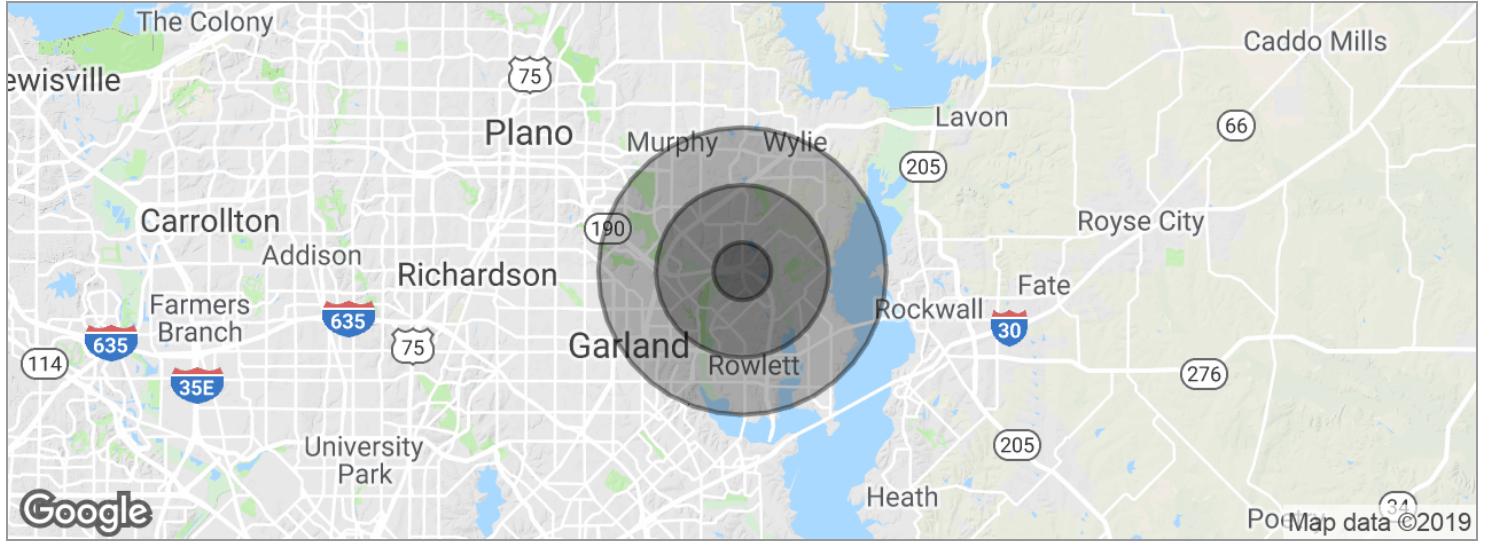 The Colony
Caddo Mills
ewisville
75
Plano
Lavon
66
Murphy
Wylie
205
Carrollton
190
Royse City
Addison
Richardson
Fate
Farmers
Branch
Rockwall
635
30
635
75
Garland
114
Rowlett
276
35E
205
University
Park
Heath
Google
34
Map data ©2019